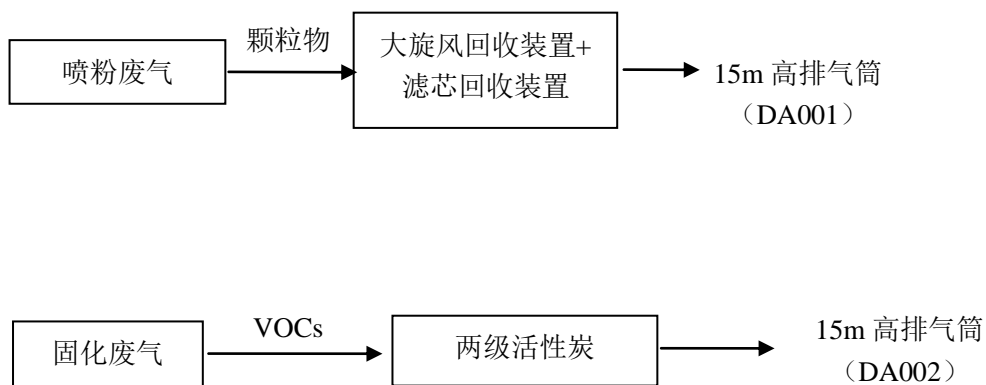 颗粒物
喷粉废气
大旋风回收装置+
滤芯回收装置
15m 高排气筒
（DA001）
VOCs
固化废气
两级活性炭
15m 高排气筒
（DA002）